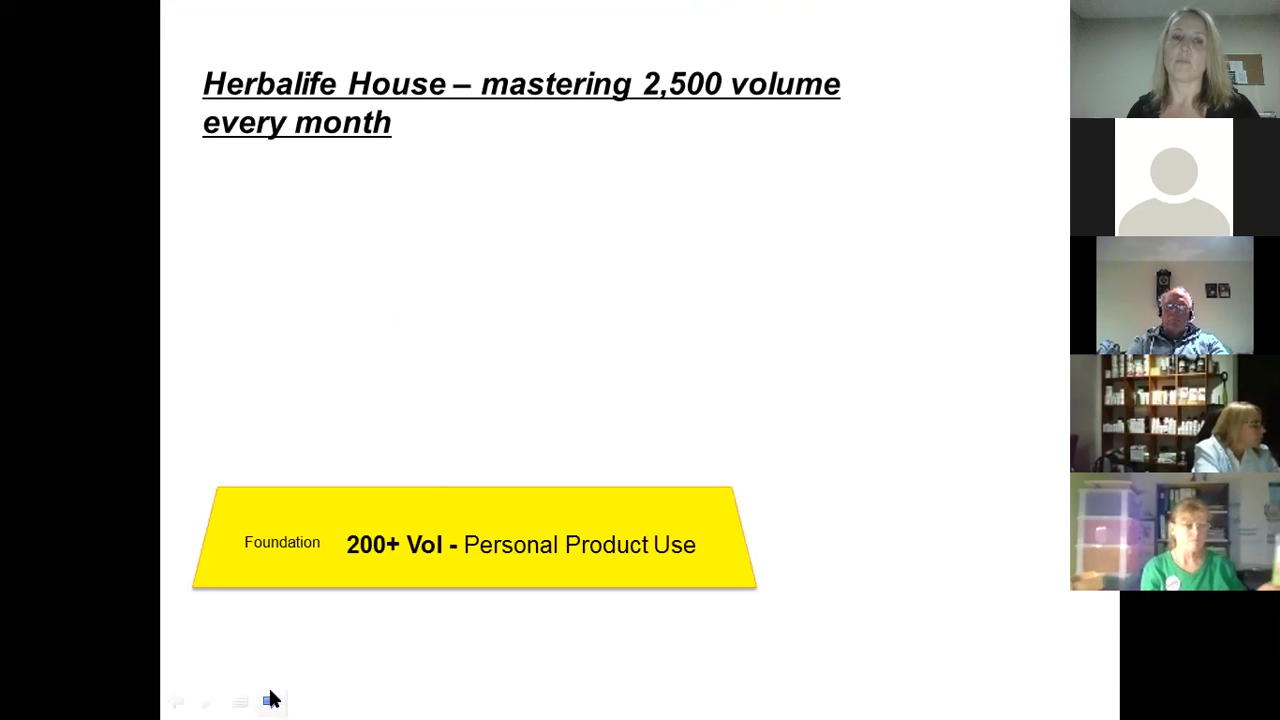 Herbalife House – mastering 2,500 volume
every month
Foundation 200+ Vol - Personal Product Use